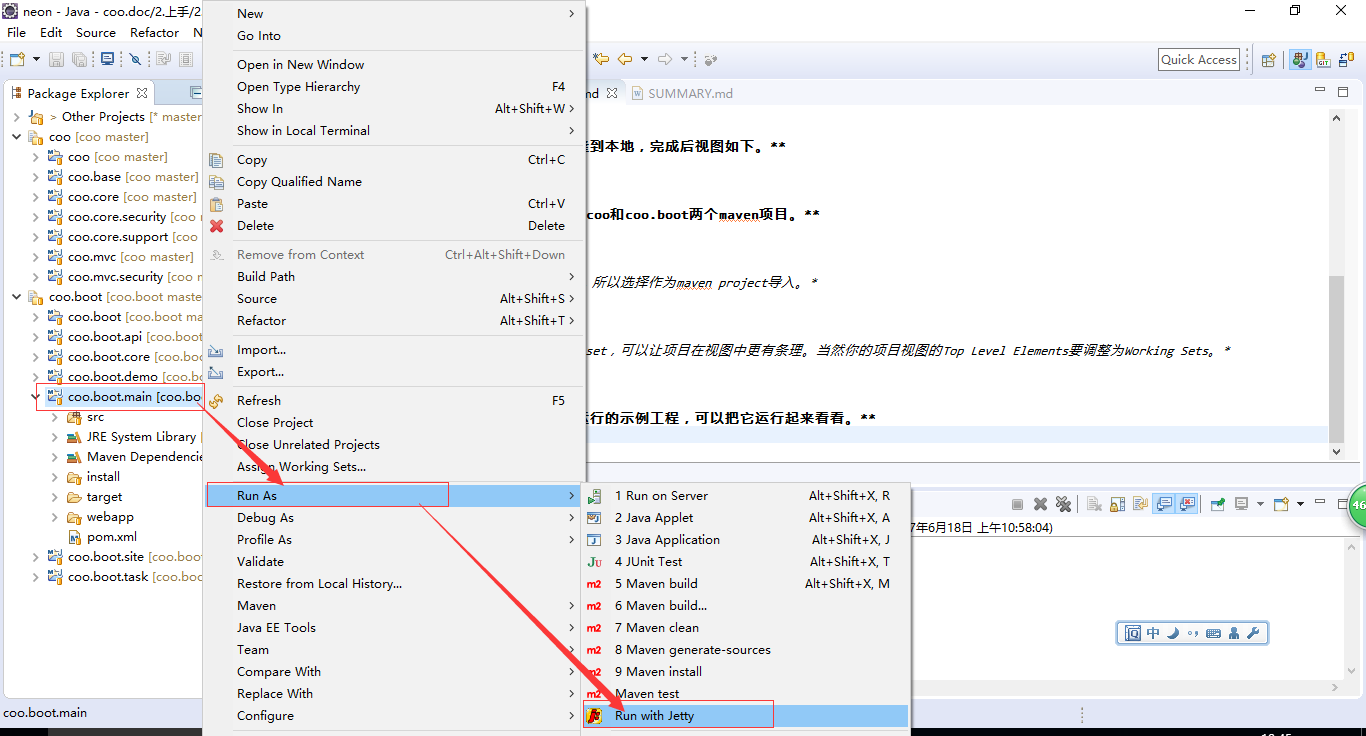 neon - Java - coo.doc/2.上手/2
File Edit Source Refactor N
Quick Access
Package Explorer
> Other Projects [* master
coo [coo master]
coo [coo master]
coo.base [coo master]
coo.core [coo master]
coo.core.security [coo
coo.core.support [coo
coo.mvc [coo master]
coo.mvc.security [coo m
coo.boot [coo.boot maste
coo.boot [coo.boot ma
coo.boot.api [coo.boot
coo.boot.core [coo.bo
coo.boot.demo [coo.bo
coo.boot.main [coo.bo
src
JRE System Library [
Maven Dependencie
install
target
webapp
pom.xml
coo.boot.site [coo.boot
coo.boot.task [coo.boo
coo.boot.main
New
Go Into
Open in New Window
Open Type Hierarchy F4
Show In Alt+Shift+W
Show in Local Terminal
Copy Ctrl+C
Copy Qualified Name
Paste Ctrl+V
Delete Delete
Remove from Context Ctrl+Alt+Shift+Down
Build Path
Source Alt+Shift+S
Refactor Alt+Shift+T
Import...
Export...
Refresh F5
Close Project
Close Unrelated Projects
Assign Working Sets...
Run As
Debug As
Profile As
Validate
Restore from Local History...
Maven
Java EE Tools
Team
Compare With
Replace With
Configure
1 Run on Server Alt+Shift+X, R
2 Java Applet Alt+Shift+X, A
3 Java Application Alt+Shift+X, J
4 JUnit Test Alt+Shift+X, T
5 Maven build Alt+Shift+X, M
6 Maven build...
7 Maven clean
8 Maven generate-sources
9 Maven install
Maven test
Run with Jetty
nd
SUMMARY.md
到本地，完成后视图如下。**
coo和coo.boot两个maven项目。**
所以选择作为maven project导入。*
set，可以让项目在视图中更有条理。当然你的项目视图的Top Level Elements要调整为Working Sets。*
行的示例工程，可以把它运行起来看看。**
7年6月18日 上午10:58:04)
46
中